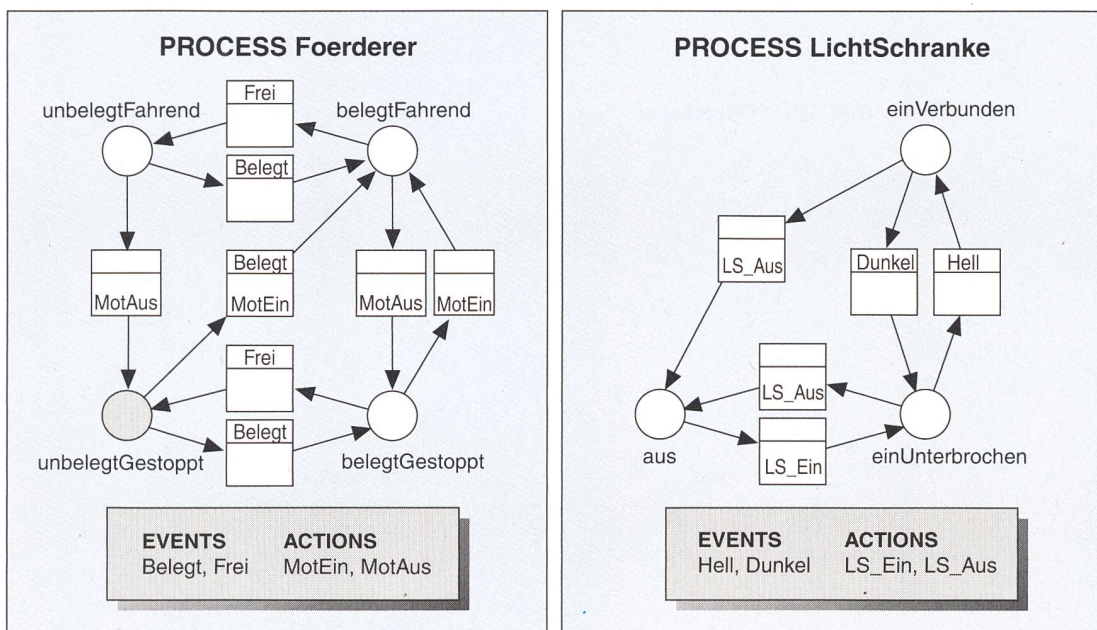 PROCESS Foerderer
unbelegtFahrend
Frei
belegtFahrend
Belegt
MotAus
Belegt
MotEin
MotAus
MotEin
Frei
Belegt
unbelegtGestoppt
belegtGestoppt
EVENTS ACTIONS
Belegt, Frei MotEin, MotAus
PROCESS LichtSchranke
einVerbunden
LS_Aus
Dunkel
Hell
LS_Aus
LS_Ein
aus
einUnterbrochen
EVENTS ACTIONS
Hell, Dunkel LS_Ein, LS_Aus